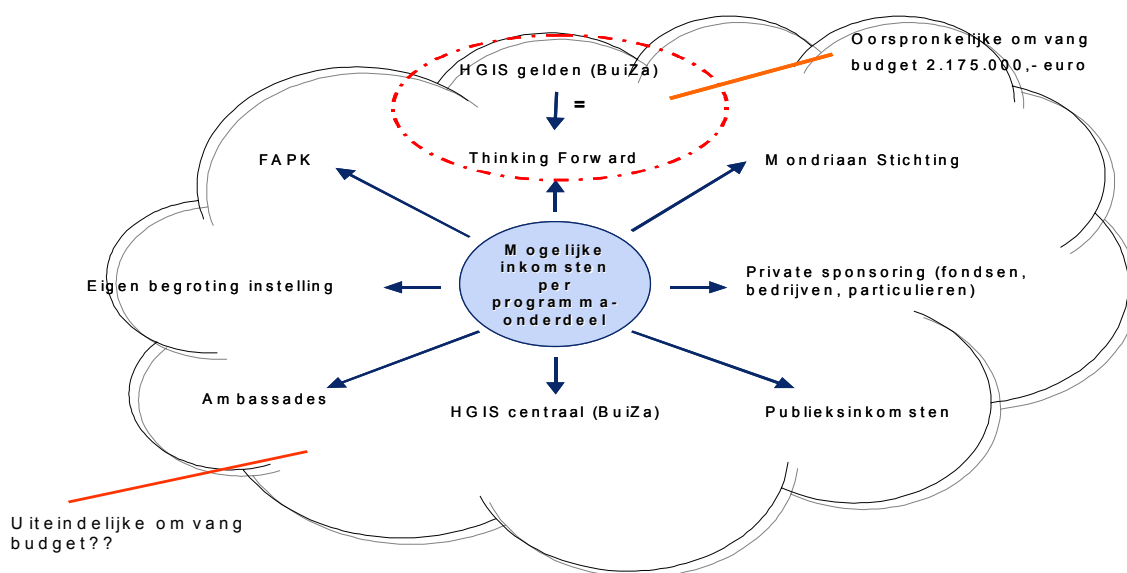 HGIS gelden (BuiZa)
=
Thinking Forward
Oorspronkelijke omvang
budget 2.175.000,- euro
FAPK
Mondriaan Stichting
Mogelijke
inkomsten
per
programma-
onderdeel
Eigen begroting instelling
Private sponsoring (fondsen,
bedrijven, particulieren)
Ambassades
HGIS centraal (BuiZa)
Publieksinkomsten
Uiteindelijke omvang
budget??